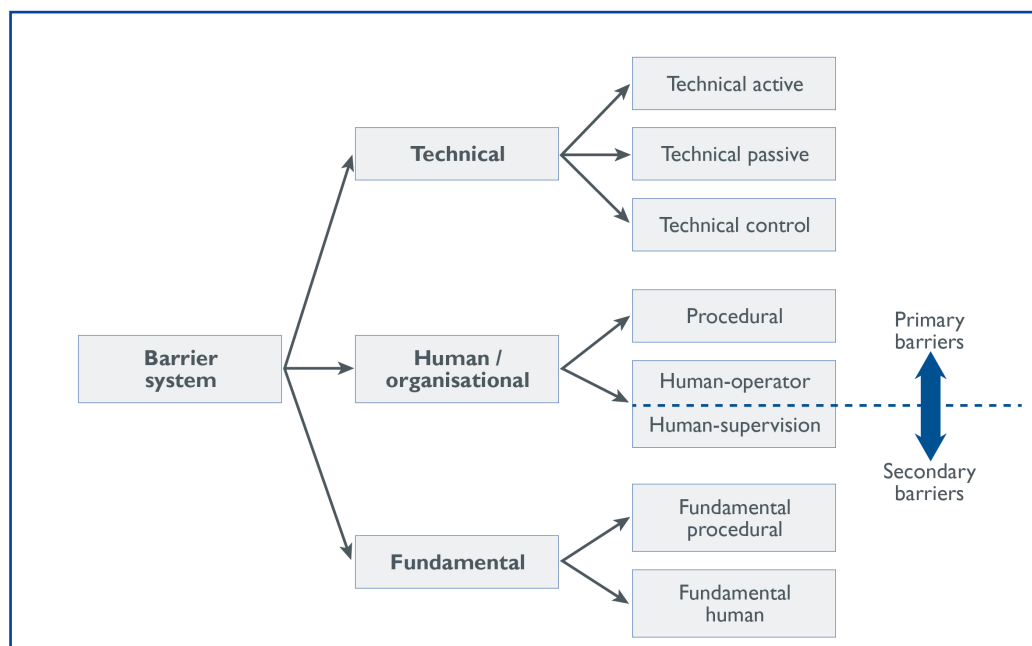 Technical active
Technical
Technical passive
Technical control
Procedural
Primary
barriers
Barrier
system
Human /
organisational
Human-operator
Human-supervision
Secondary
barriers
Fundamental
procedural
Fundamental
Fundamental
human